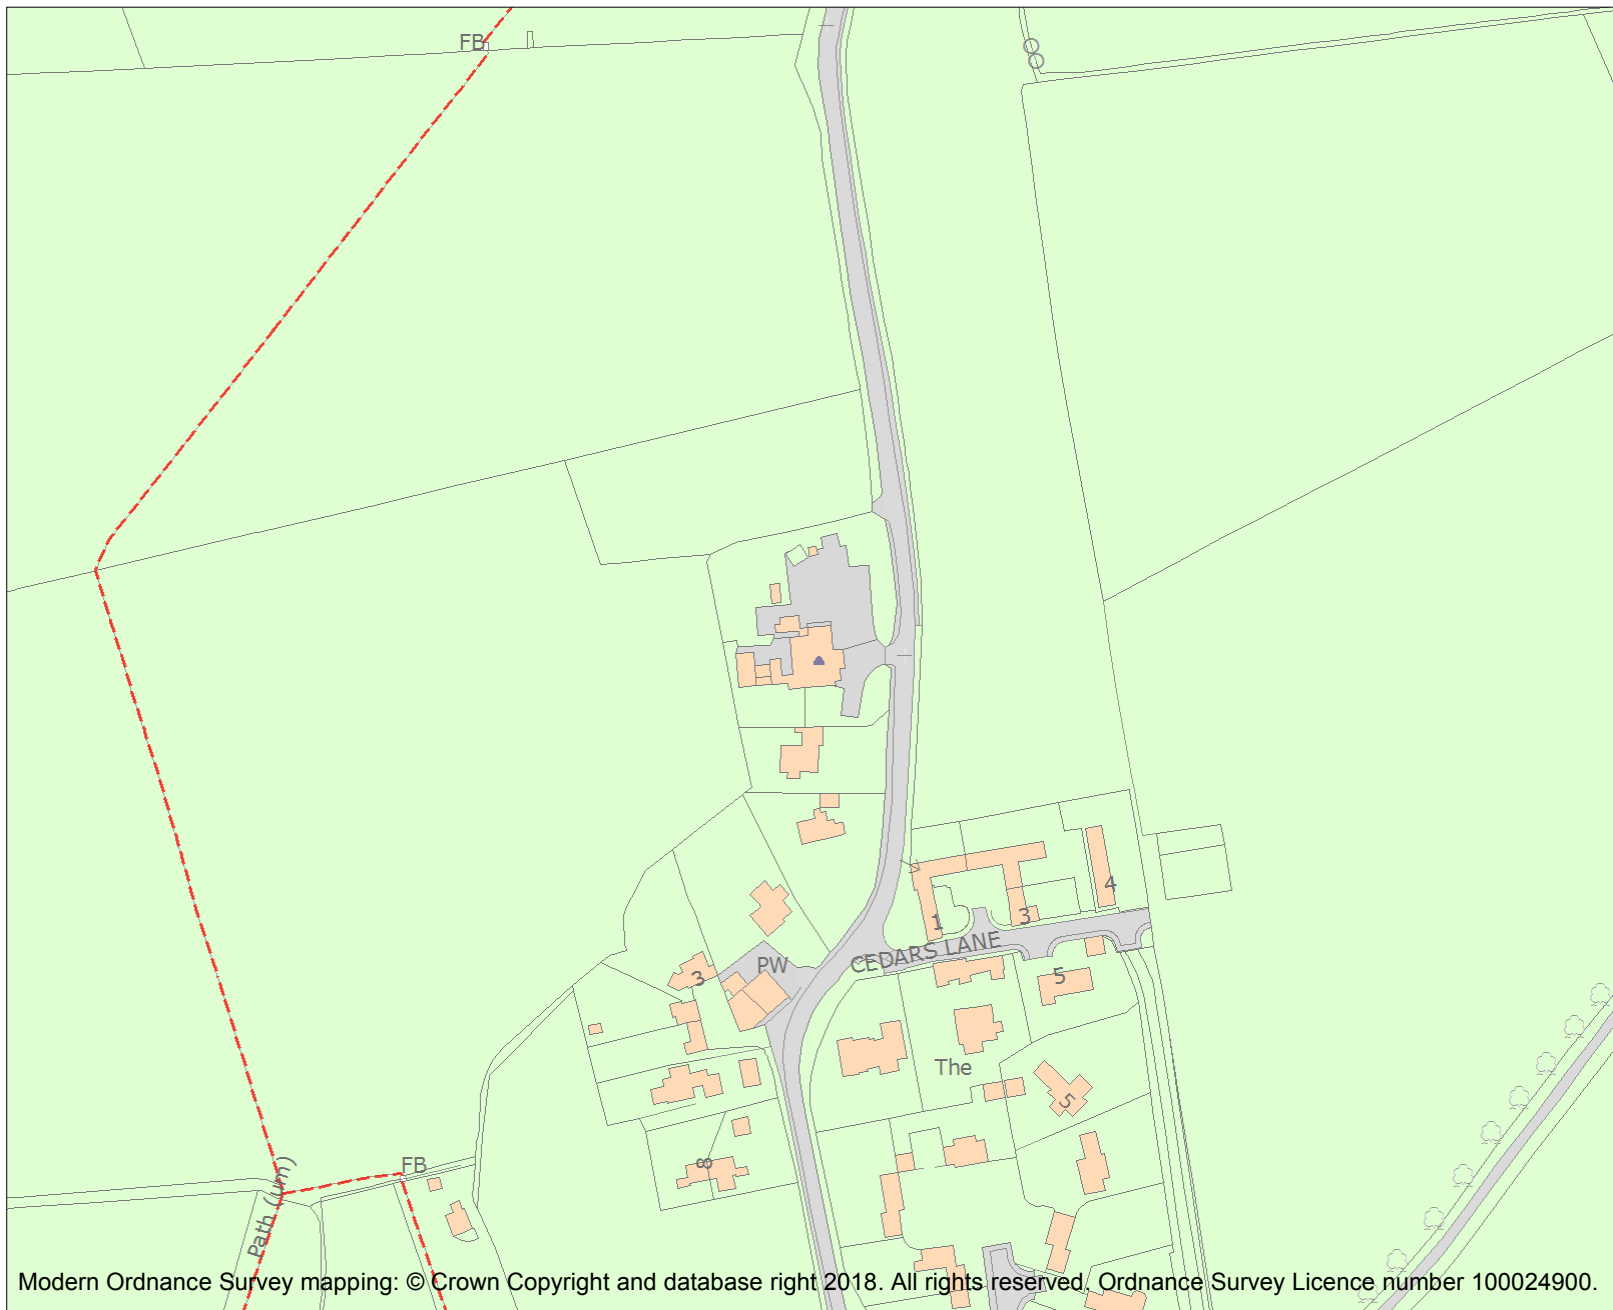 FB
1
3
4
CEDARS LANE
PW
3
5
The
5
8
FB
Path (um)
Modern Ordnance Survey mapping: © Crown Copyright and database right 2018. All rights reserved. Ordnance Survey Licence number 100024900.